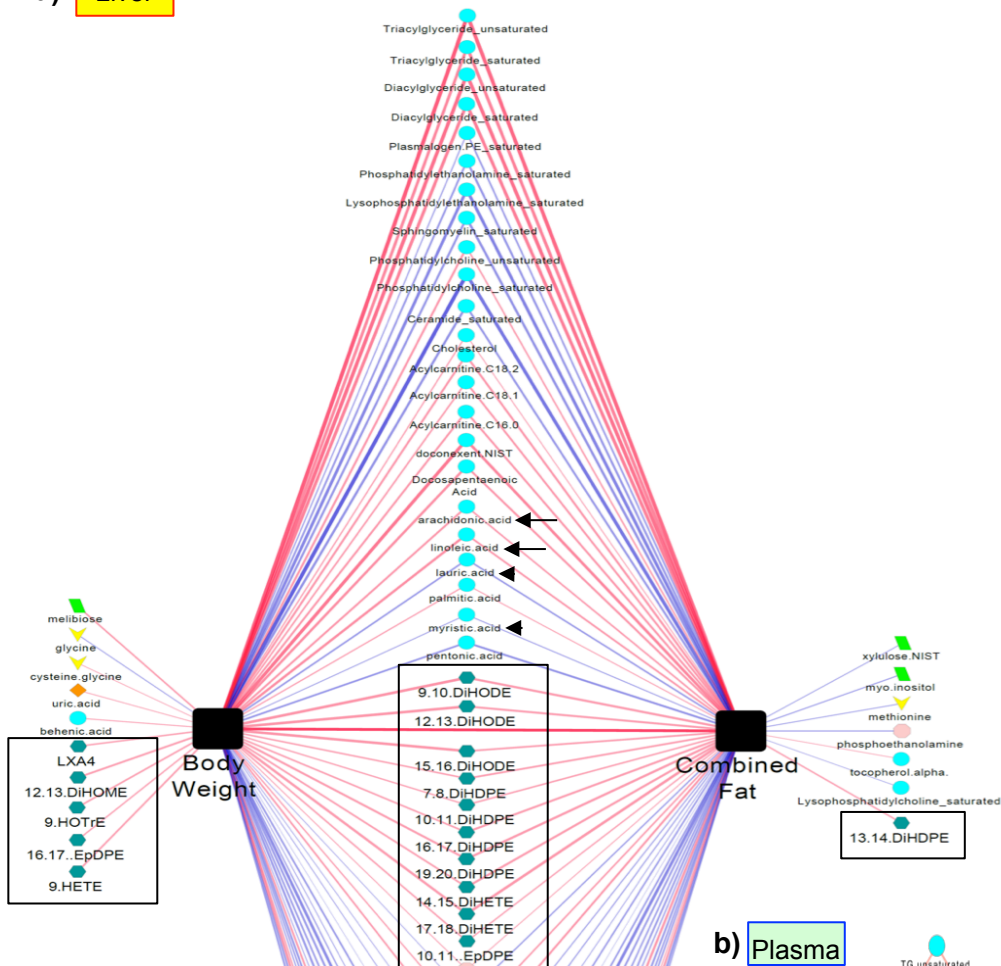 Liver
Triacylglyceride_unsaturated
Triacylglyceride_saturated
Diacylglyceride_unsaturated
Diacylglyceride_saturated
Plasmalogen.PE_saturated
Phosphatidylethanolamine_saturated
Lysophosphatidylethanolamine_saturated
Sphingomyelin_saturated
Phosphatidylcholine_unsaturated
Phosphatidylcholine_saturated
Ceramide_saturated
Cholesterol
Acylcarnitine.C18.2
Acylcarnitine.C18.1
Acylcarnitine.C16.0
doconexent.NIST
Docosapentaenoic
Acid
arachidonic.acid
linoleic.acid
lauric.acid
palmitic.acid
myristic.acid
pentonic.acid
9.10.DiHODE
12.13.DiHODE
15.16.DiHODE
7.8.DiHDPE
10.11.DiHDPE
16.17.DiHDPE
19.20.DiHDPE
14.15.DiHETE
17.18.DiHETE
10.11..EpDPE
melibiose
glycine
cysteine.glycine
uric.acid
behenic.acid
LXA4
12.13.DiHOME
9.HOTrE
16.17..EpDPE
9.HETE
Body
Weight
Combined
Fat
xylulose.NIST
myo.inositol
methionine
phosphoethanolamine
tocopherol.alpha.
Lysophosphatidylcholine_saturated
13.14.DiHDPE
b) Plasma
TG unsaturated